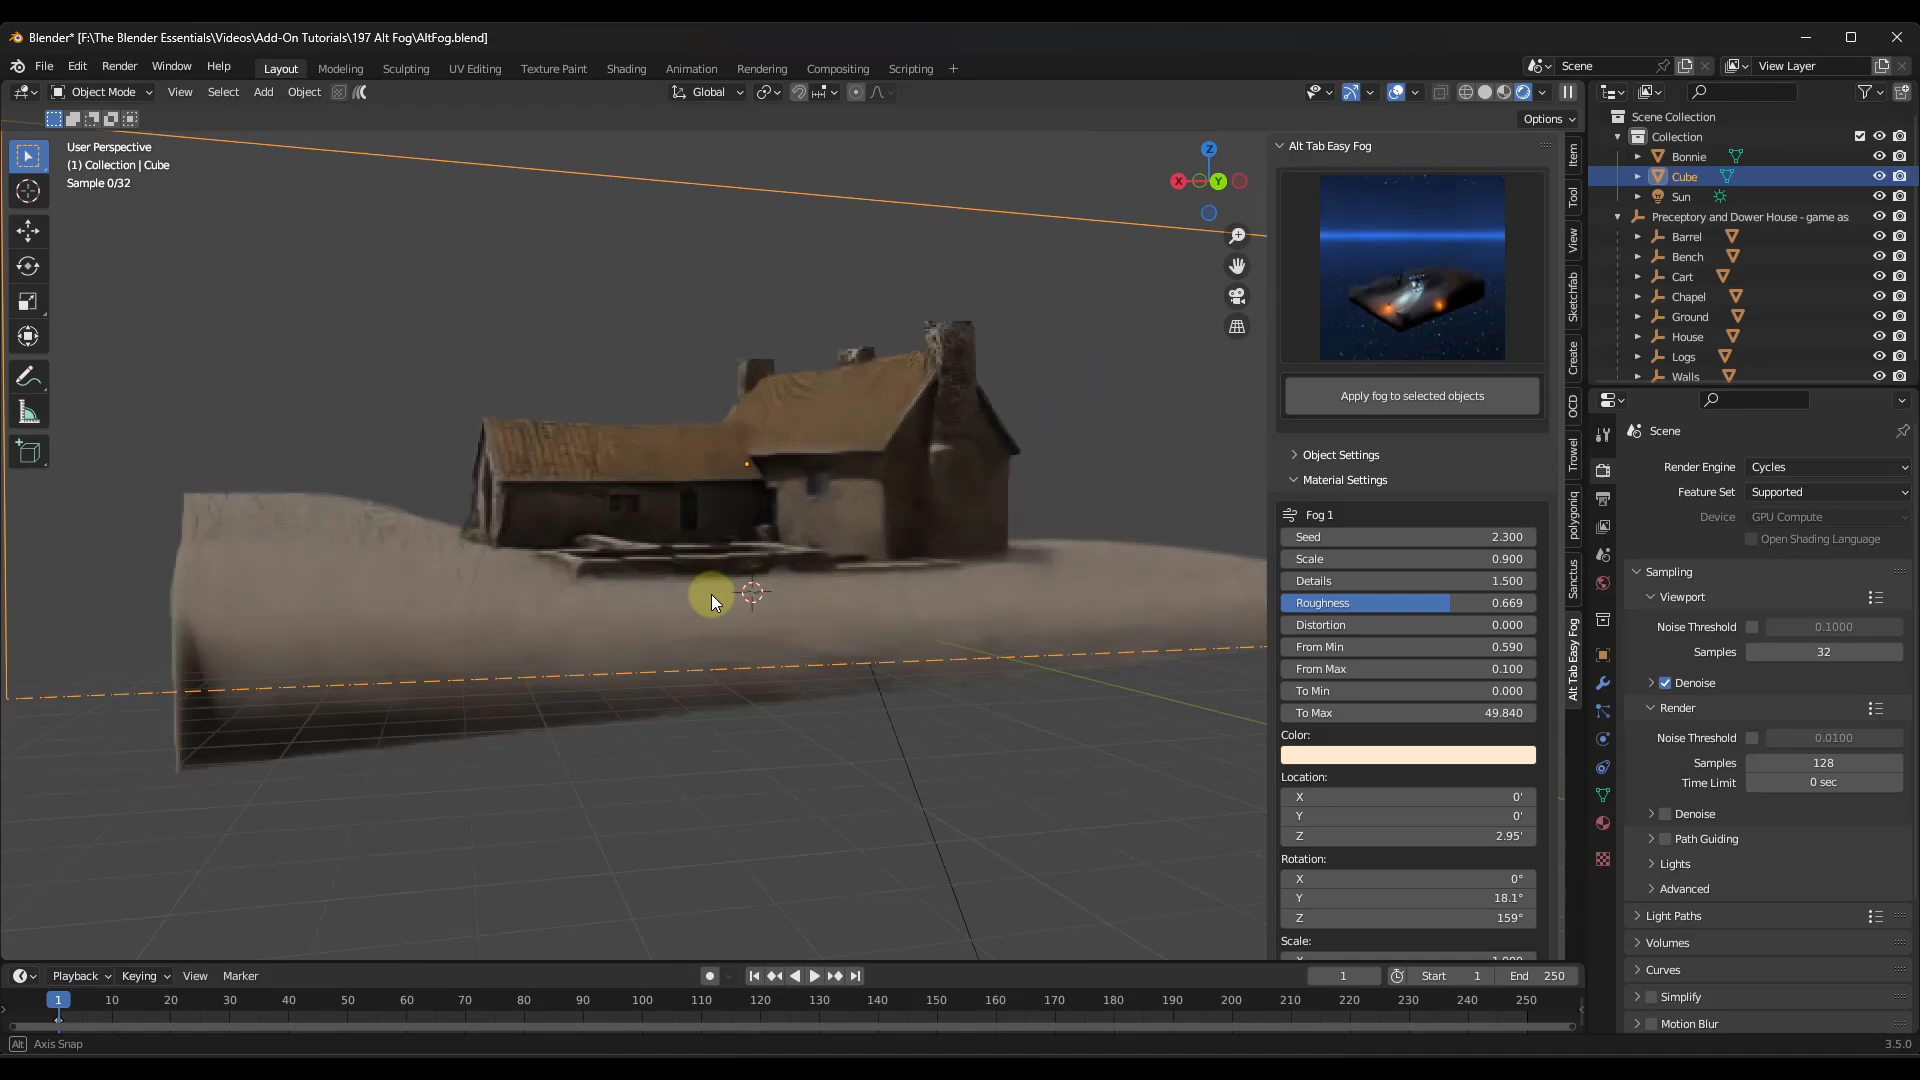 Blender* [F:\The Blender Essentials\Videos\Add-On Tutorials\197 Alt Fog\AltFog.blend]
File Edit Render Window Help Layout Modeling Sculpting UV Editing Texture Paint Shading Animation Rendering Compositing Scripting + Scene View Layer
Object Mode View Select Add Object Global
Options
User Perspective
(1) Collection | Cube
Sample 0/32
X Y Z
Alt Tab Easy Fog
Apply fog to selected objects
Object Settings
Material Settings
Fog 1
Seed 2.300
Scale 0.900
Details 1.500
Roughness 0.669
Distortion 0.000
From Min 0.590
From Max 0.100
To Min 0.000
To Max 49.840
Color:
Location:
X 0'
Y 0'
Z 2.95'
Rotation:
X 0°
Y 18.1°
Z 159°
Scale:
X 1.000
Item
Tool
View
Sketchfab
Create
OCD
Trowel
polygoniq
Sanctus
Alt Tab Easy Fog
Scene Collection
Collection
Bonnie
Cube
Sun
Preceptory and Dower House - game as
Barrel
Bench
Cart
Chapel
Ground
House
Logs
Walls
Scene
Render Engine Cycles
Feature Set Supported
Device GPU Compute
Open Shading Language
Sampling
Viewport
Noise Threshold 0.1000
Samples 32
Denoise
Render
Noise Threshold 0.0100
Samples 128
Time Limit 0 sec
Denoise
Path Guiding
Lights
Advanced
Light Paths
Volumes
Curves
Simplify
Motion Blur
Playback Keying View Marker 1 Start 1 End 250
1 10 20 30 40 50 60 70 80 90 100 110 120 130 140 150 160 170 180 190 200 210 220 230 240 250
Alt Axis Snap 3.5.0